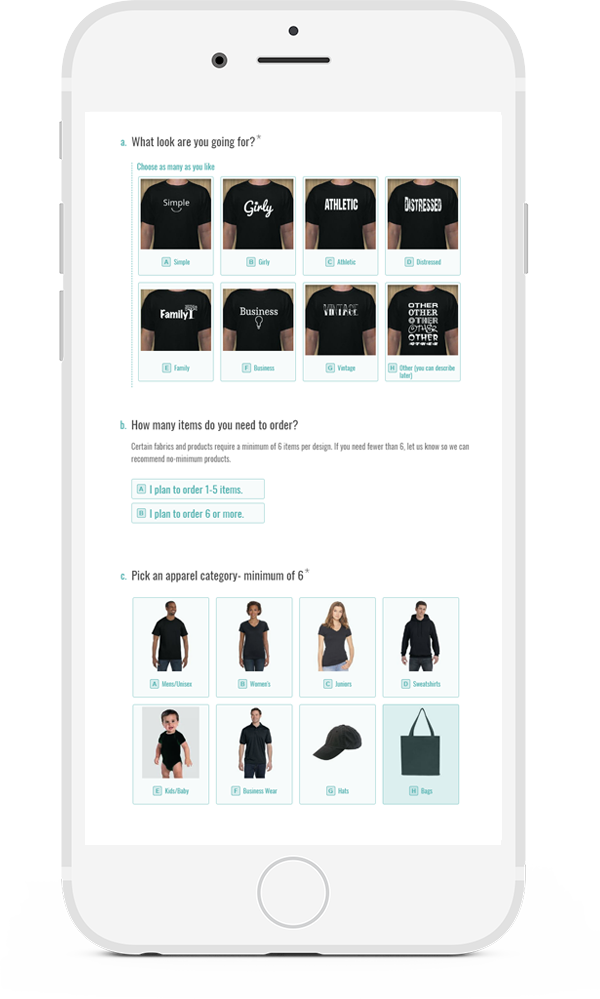 a. What look are you going for?*
Choose as many as you like
Simple
Girly
ATHLETIC
DISTRESSED
A Simple
B Girly
C Athletic
D Distressed
Family
Business
VINTAGE
OTHER
OTHER
OTHER
OTHER
OTHER
E Family
F Business
G Vintage
H Other (you can describe
later)
b. How many items do you need to order?
Certain fabrics and products require a minimum of 6 items per design. If you need fewer than 6, let us know so we can
recommend no-minimum products.
A I plan to order 1-5 items.
B I plan to order 6 or more.
c. Pick an apparel category- minimum of 6*
A Mens/Unisex
B Women's
C Juniors
D Sweatshirts
E Kids/Baby
F Business Wear
G Hats
H Bags